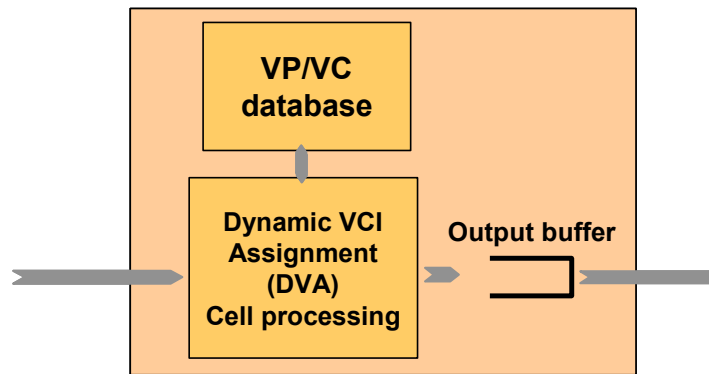 VP/VC
database
Dynamic VCI
Assignment
(DVA)
Cell processing
Output buffer